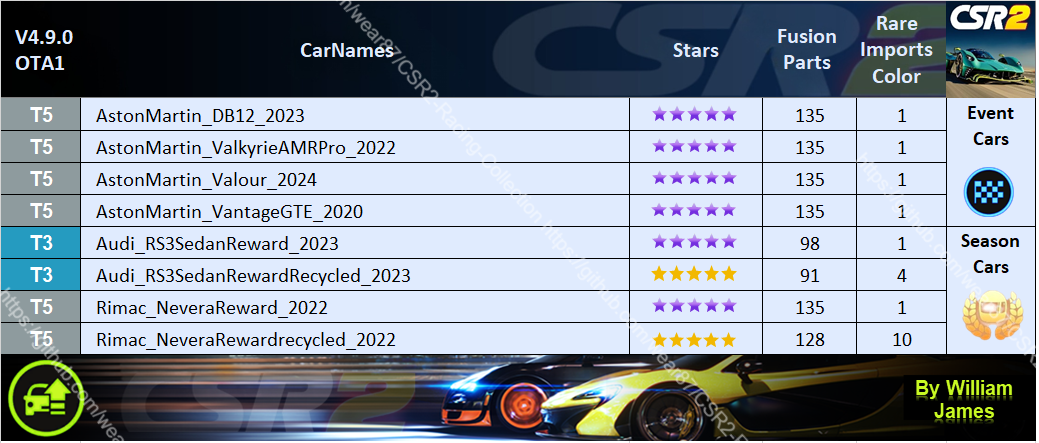 V4.9.0
OTA1
CarNames
Stars
Fusion
Parts
Rare
Imports
Color
CSR2
T5 AstonMartin_DB12_2023 135 1
T5 AstonMartin_ValkyrieAMRPro_2022 135 1
T5 AstonMartin_Valour_2024 135 1
T5 AstonMartin_VantageGTE_2020 135 1
Event
Cars
T3 Audi_RS3SedanReward_2023 98 1
T3 Audi_RS3SedanRewardRecycled_2023 91 4
T5 Rimac_NeveraReward_2022 135 1
T5 Rimac_NeveraRewardrecycled_2022 128 10
Season
Cars
CSR2
By William
James